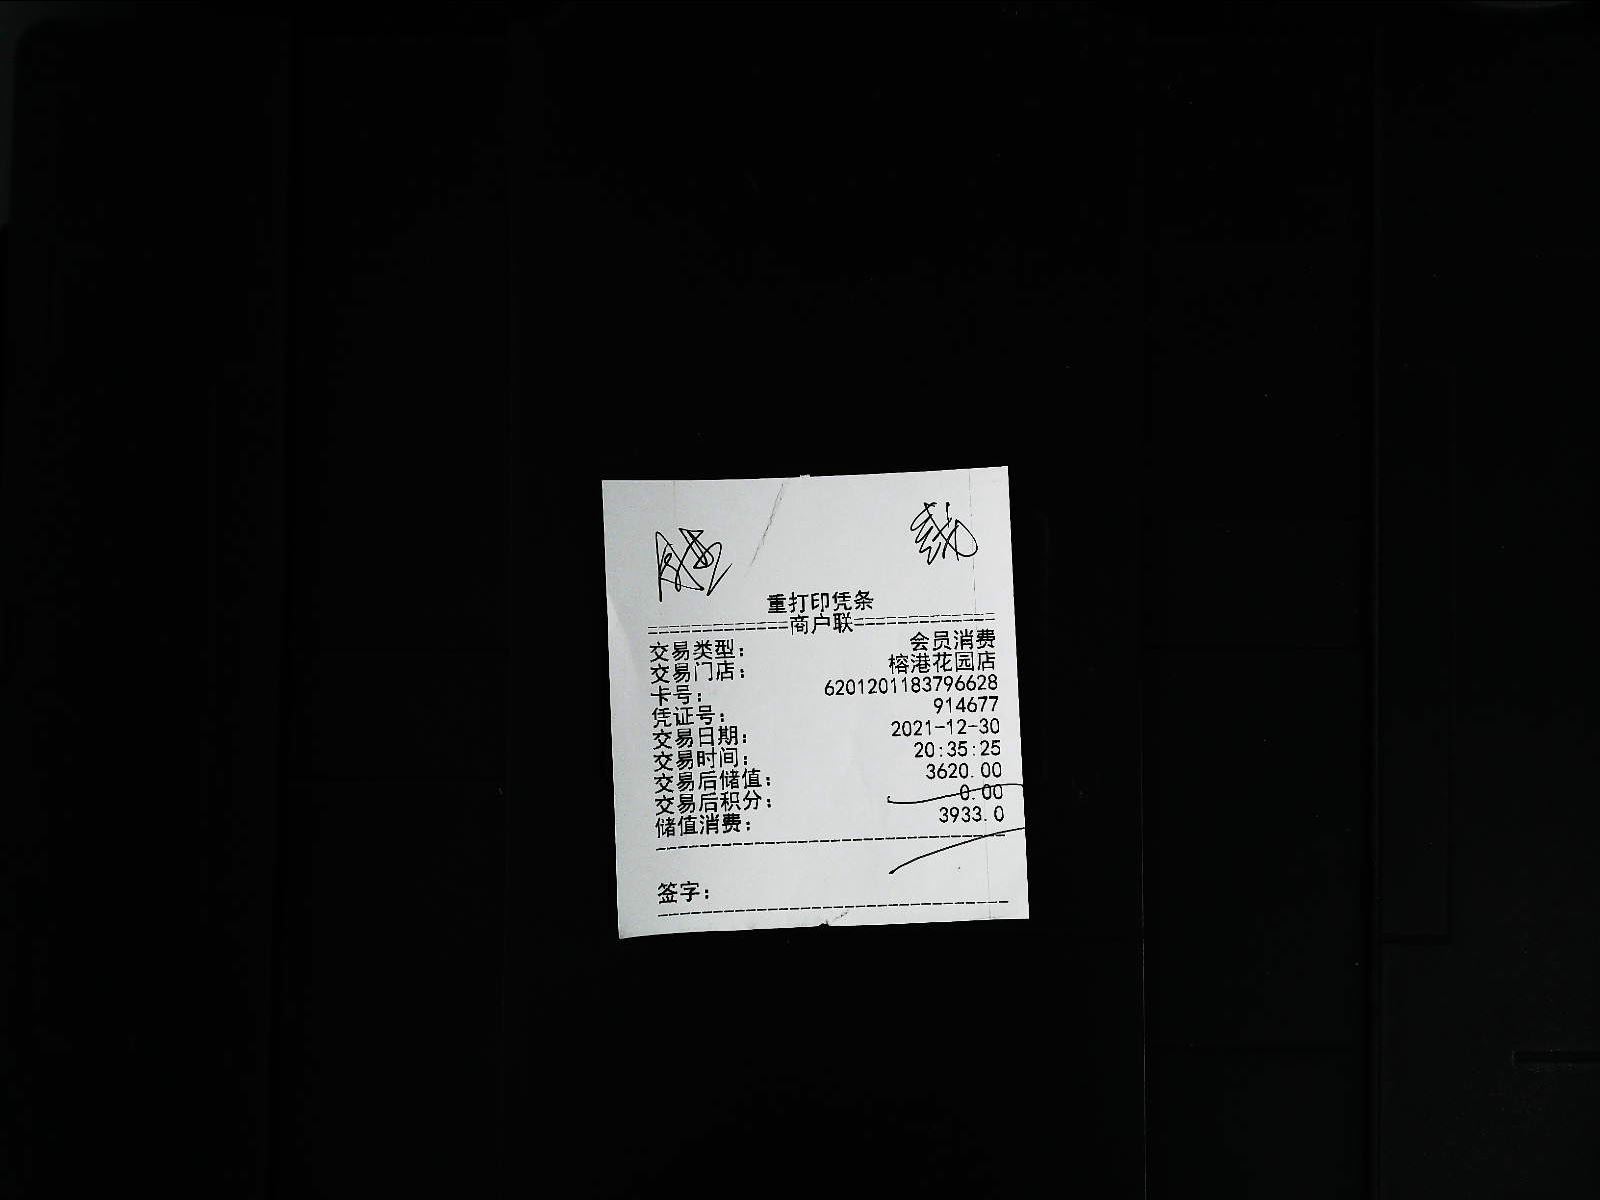 重打印凭条
============商户联=============
交易类型： 会员消费
交易门店： 榕港花园店
卡号： 6201201183796628
凭证号： 914677
交易日期： 2021-12-30
交易时间： 20:35:25
交易后储值： 3620.00
交易后积分： 0.00
储值消费： 3933.0
--------------------------------
签字：
--------------------------------